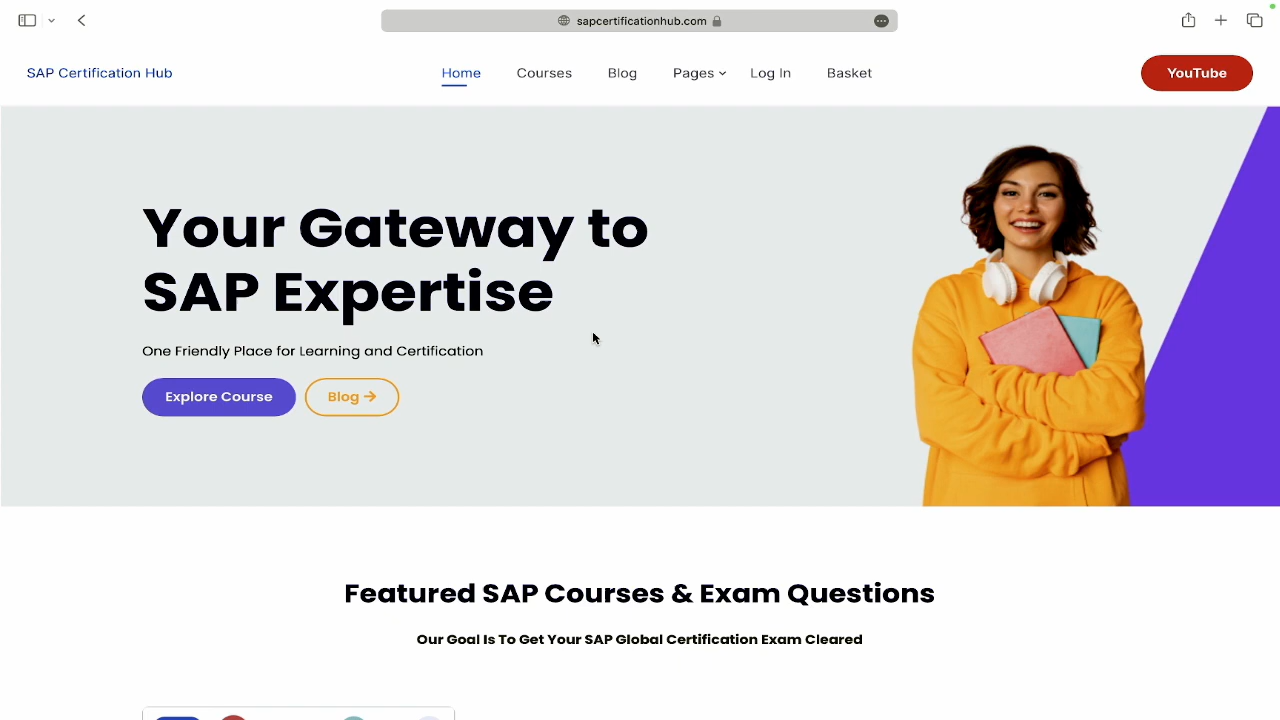 sapcertificationhub.com
SAP Certification Hub
Home
Courses
Blog
Pages
Log In
Basket
YouTube
Your Gateway to
SAP Expertise
One Friendly Place for Learning and Certification
Explore Course
Blog →
Featured SAP Courses & Exam Questions
Our Goal Is To Get Your SAP Global Certification Exam Cleared